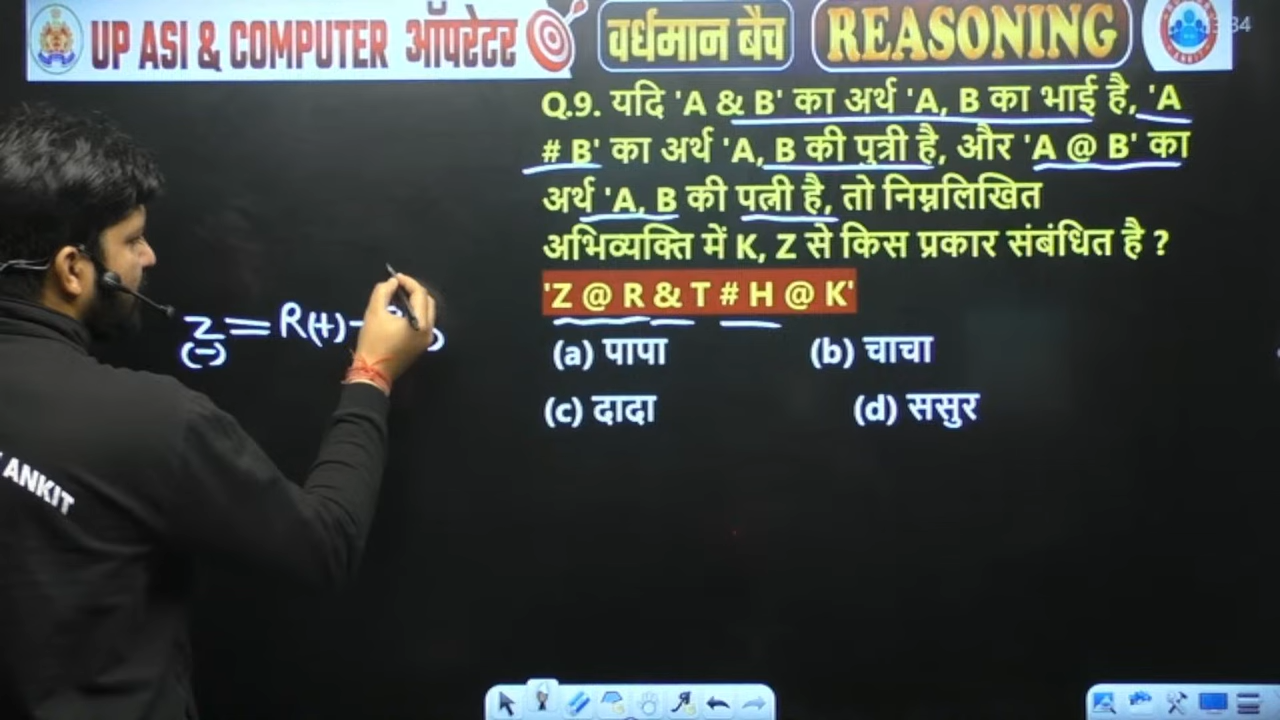 UP ASI & COMPUTER ऑपरेटर
वर्धमान बैच
REASONING
Q.9. यदि 'A & B' का अर्थ 'A, B का भाई है, 'A
# B' का अर्थ 'A, B की पुत्री है, और 'A @ B' का
अर्थ 'A, B की पत्नी है, तो निम्नलिखित
अभिव्यक्ति में K, Z से किस प्रकार संबंधित है ?
'Z @ R & T # H @ K'
(a) पापा (b) चाचा
(c) दादा (d) ससुर
Z = R(+) -
(-)
ANKIT